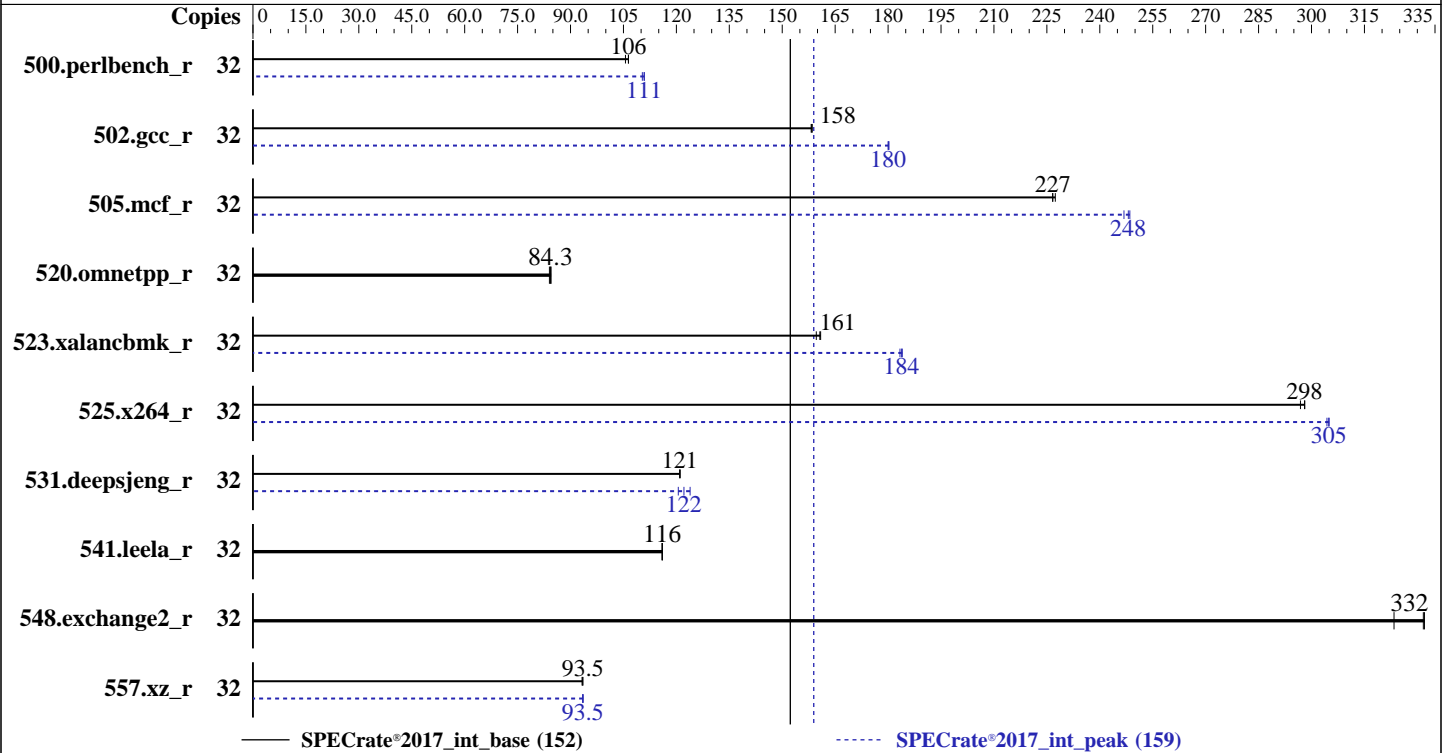 Copies 0 15.0 30.0 45.0 60.0 75.0 90.0 105 120 135 150 165 180 195 210 225 240 255 270 285 300 315 335
106
500.perlbench_r 32
111
158
502.gcc_r 32
180
227
505.mcf_r 32
248
84.3
520.omnetpp_r 32
161
523.xalancbmk_r 32
184
298
525.x264_r 32
305
121
531.deepsjeng_r 32
122
116
541.leela_r 32
332
548.exchange2_r 32
93.5
557.xz_r 32
93.5
SPECrate®2017_int_base (152) SPECrate®2017_int_peak (159)